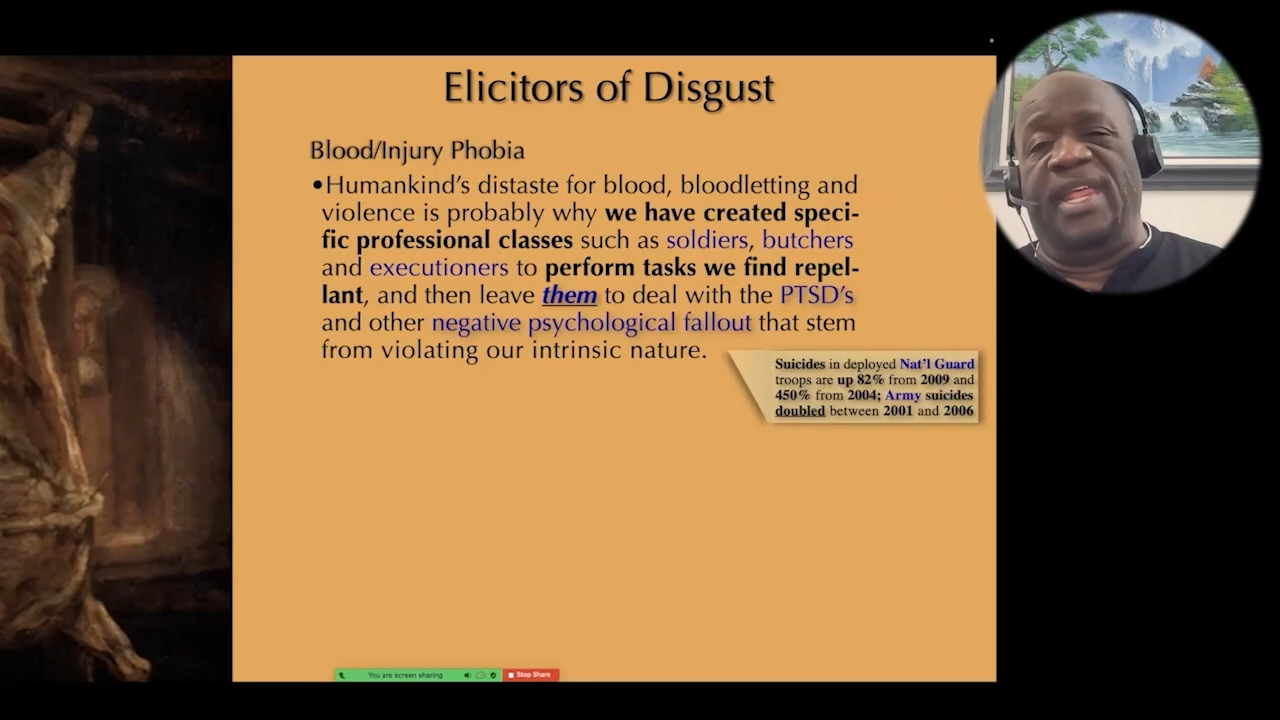 Elicitors of Disgust
Blood/Injury Phobia
•Humankind’s distaste for blood, bloodletting and
violence is probably why we have created speci-
fic professional classes such as soldiers, butchers
and executioners to perform tasks we find repel-
lant, and then leave them to deal with the PTSD’s
and other negative psychological fallout that stem
from violating our intrinsic nature.
Suicides in deployed Nat’l Guard
troops are up 82% from 2009 and
450% from 2004; Army suicides
doubled between 2001 and 2006
You are screen sharing
Stop Share